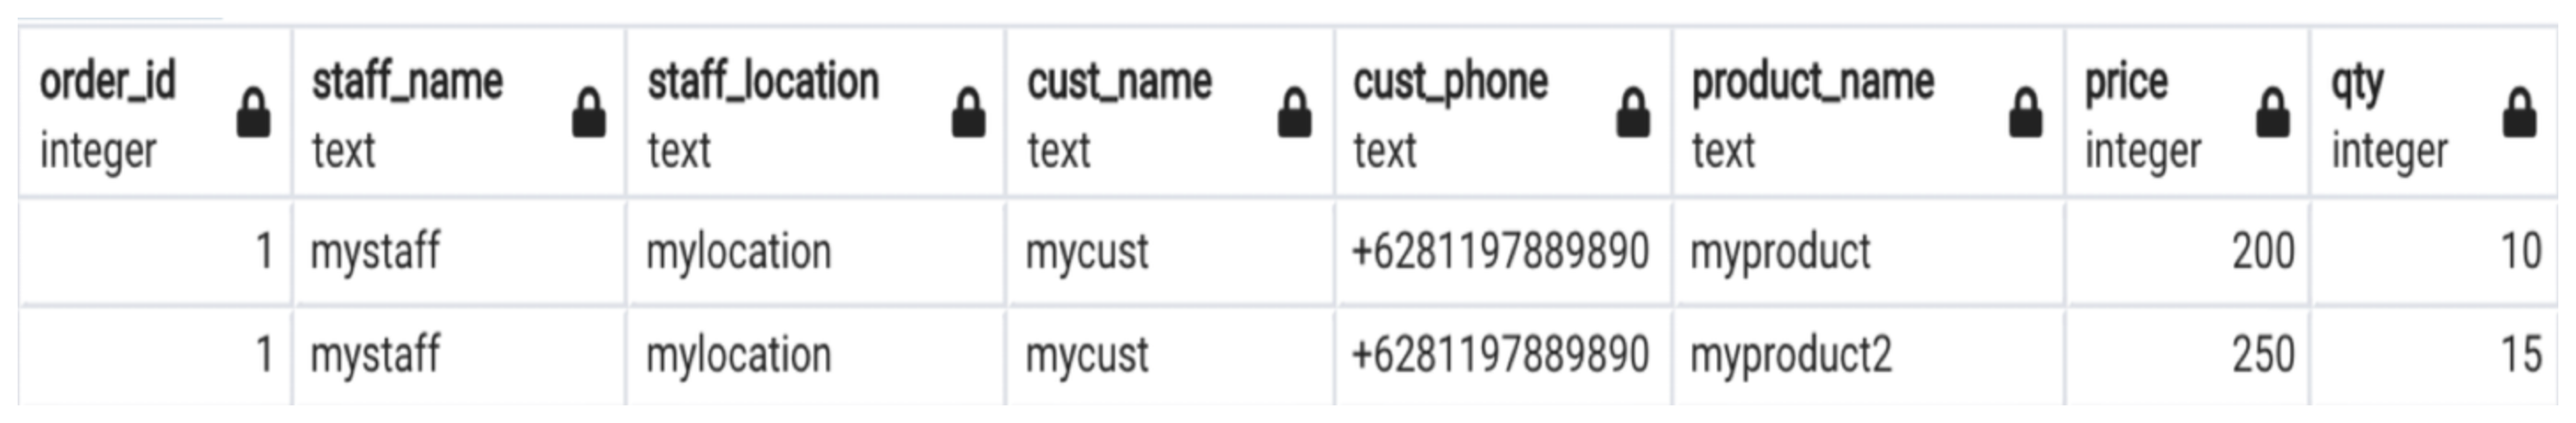 order_id staff_name staff_location cust_name cust_phone product_name price qty
integer text text text text text integer integer
1 mystaff mylocation mycust +6281197889890 myproduct 200 10
1 mystaff mylocation mycust +6281197889890 myproduct2 250 15